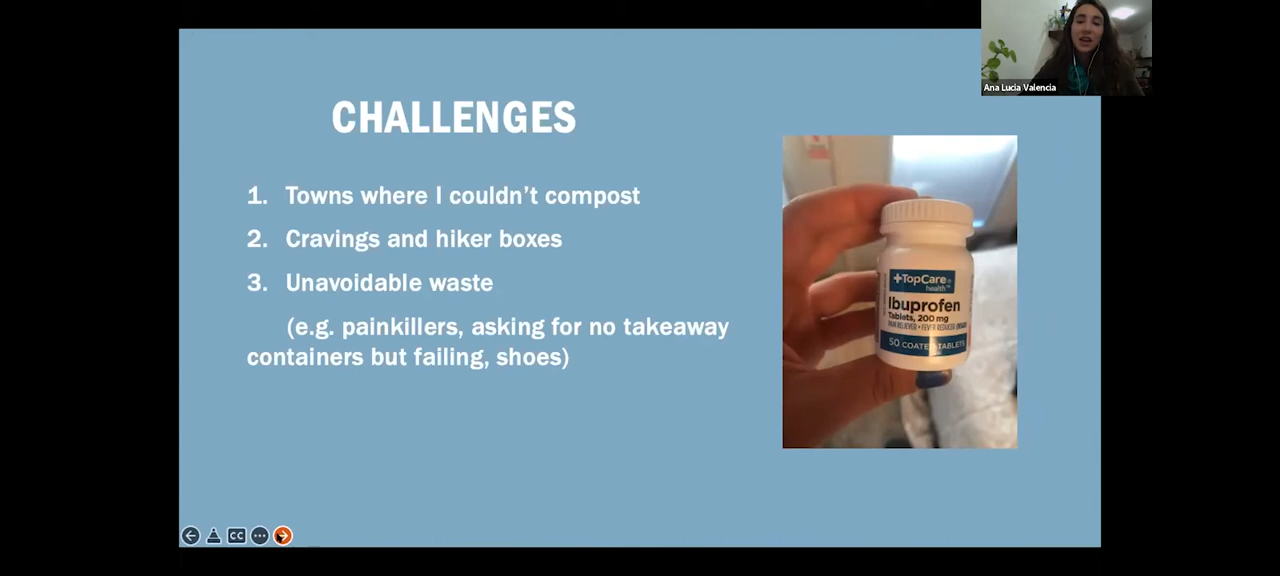 Ana Lucia Valencia
CHALLENGES
1. Towns where I couldn't compost
2. Cravings and hiker boxes
3. Unavoidable waste
(e.g. painkillers, asking for no takeaway
containers but failing, shoes)
+TopCare
health™
Ibuprofen
Tablets, 200 mg
PAIN RELIEVER • FEVER REDUCER (NSAID)
50 COATED TABLETS
CC